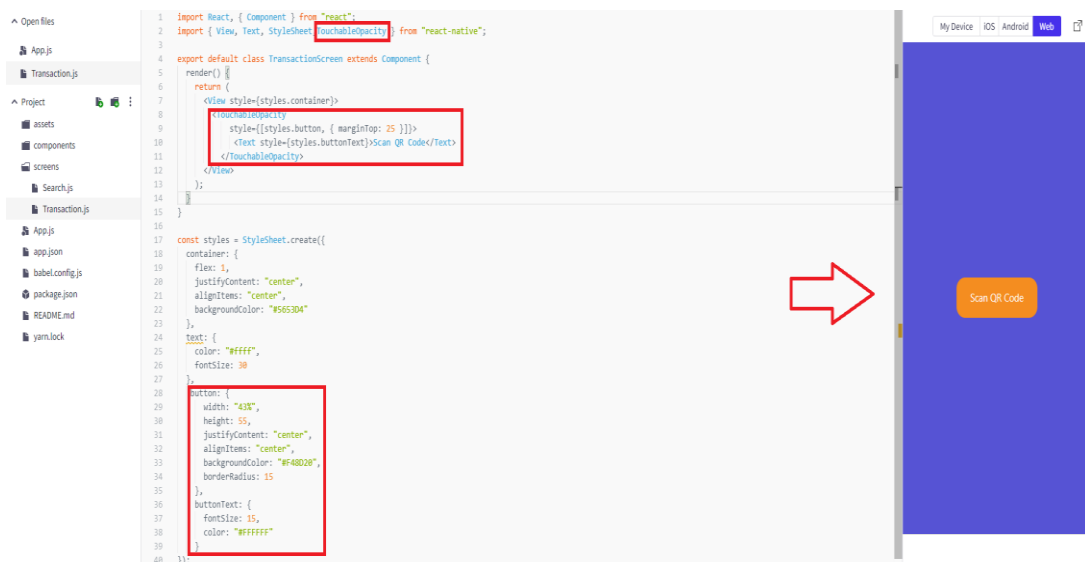 Open files
App.js
Transaction.js
Project
assets
components
screens
Search.js
Transaction.js
App.js
app.json
babel.config.js
package.json
README.md
yarn.lock
1 import React, { Component } from "react";
2 import { View, Text, StyleSheet,TouchableOpacity } from "react-native";
3
4 export default class TransactionScreen extends Component {
5 render() {
6 return (
7 <View style={styles.container}>
8 <TouchableOpacity
9 style={[styles.button, { marginTop: 25 }]}>
10 <Text style={styles.buttonText}>Scan QR Code</Text>
11 </TouchableOpacity>
12 </View>
13 );
14 }
15 }
16
17 const styles = StyleSheet.create({
18 container: {
19 flex: 1,
20 justifyContent: "center",
21 alignItems: "center",
22 backgroundColor: "#5653D4"
23 },
24 text: {
25 color: "#ffff",
26 fontSize: 30
27 },
28 button: {
29 width: "43%",
30 height: 55,
31 justifyContent: "center",
32 alignItems: "center",
33 backgroundColor: "#F48D20",
34 borderRadius: 15
35 },
36 buttonText: {
37 fontSize: 15,
38 color: "#FFFFFF"
39 }
40 });
My Device iOS Android Web
Scan QR Code